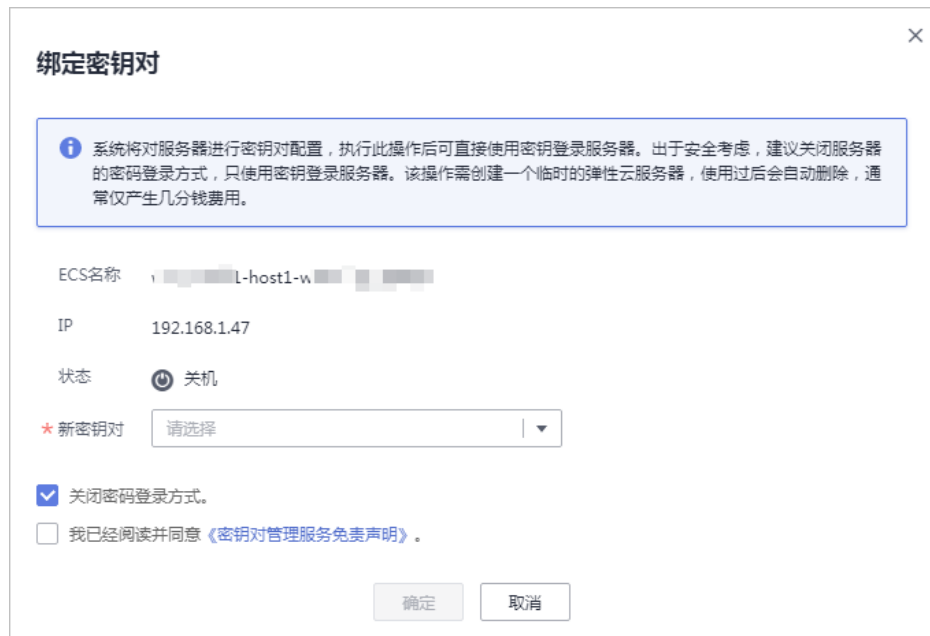 绑定密钥对
系统将对服务器进行密钥对配置，执行此操作后可直接使用密钥登录服务器。出于安全考虑，建议关闭服务器
的密码登录方式，只使用密钥登录服务器。该操作需创建一个临时的弹性云服务器，使用过后会自动删除，通
常仅产生几分钱费用。
ECS名称 1-host1-w
IP 192.168.1.47
状态 关机
* 新密钥对 请选择
关闭密码登录方式。
我已经阅读并同意《密钥对管理服务免责声明》。
确定 取消